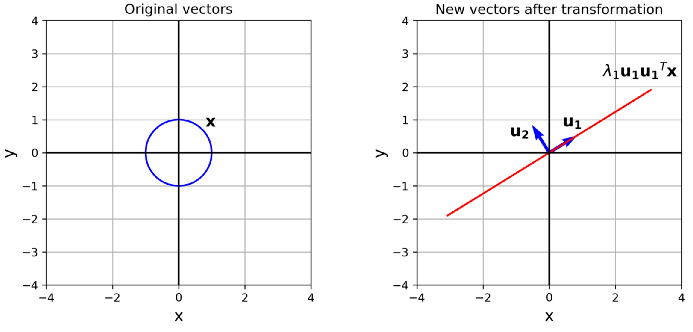 Original vectors
4
3
2
1
0
−1
−2
−3
−4
y
x
−4
−2
0
2
4
x
New vectors after transformation
4
3
2
1
0
−1
−2
−3
−4
y
λ₁u₁u₁ᵀx
u₁
u₂
−4
−2
0
2
4
x